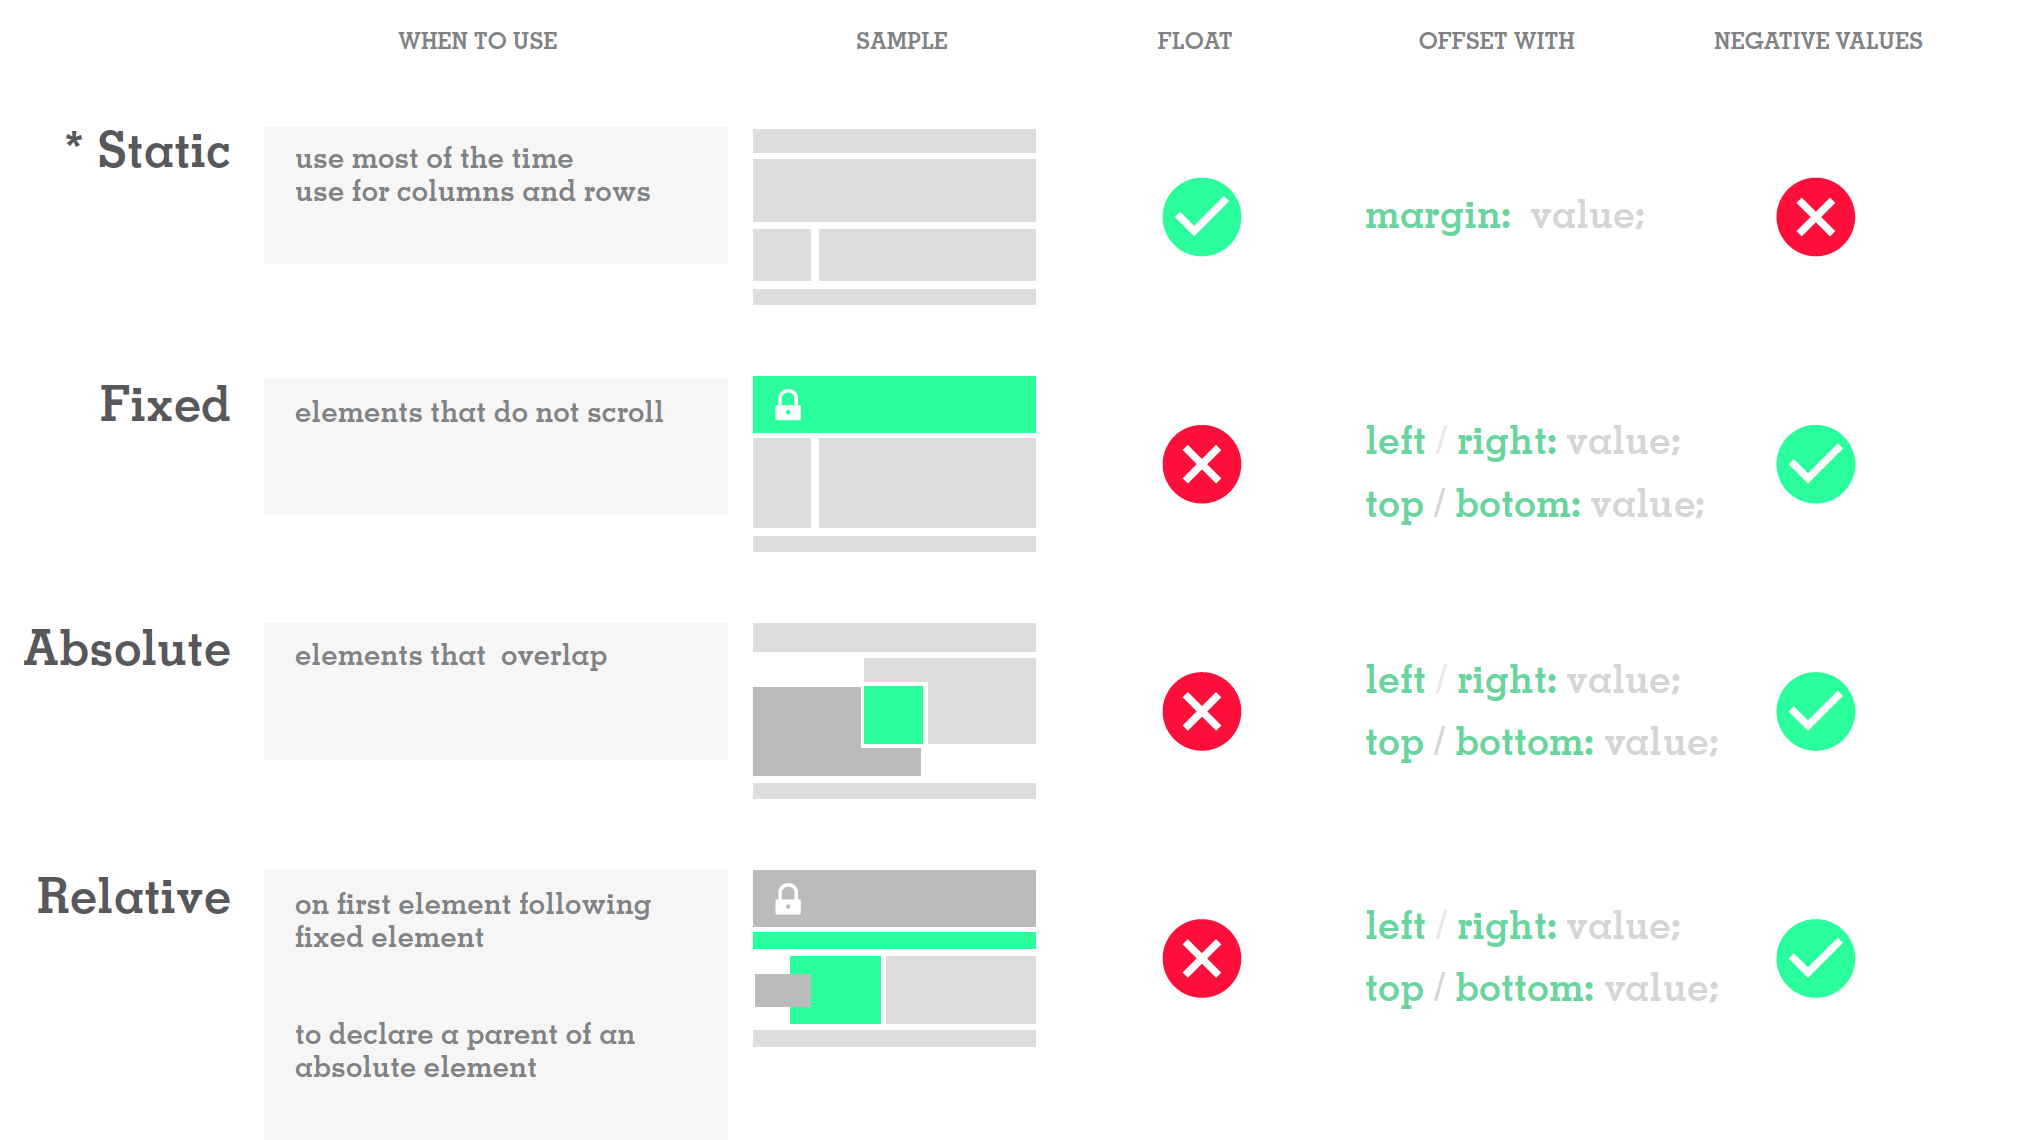 WHEN TO USE SAMPLE FLOAT OFFSET WITH NEGATIVE VALUES
* Static
use most of the time
use for columns and rows
margin: value;
Fixed
elements that do not scroll
left / right: value;
top / botom: value;
Absolute
elements that overlap
left / right: value;
top / bottom: value;
Relative
on first element following
fixed element
to declare a parent of an
absolute element
left / right: value;
top / bottom: value;